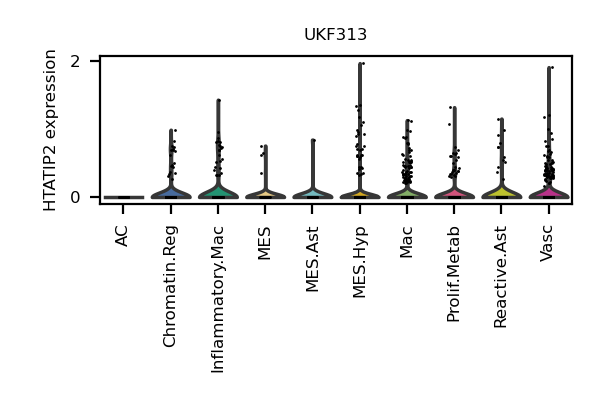 UKF313
HTATIP2 expression
2
0
AC
Chromatin.Reg
Inflammatory.Mac
MES
MES.Ast
MES.Hyp
Mac
Prolif.Metab
Reactive.Ast
Vasc